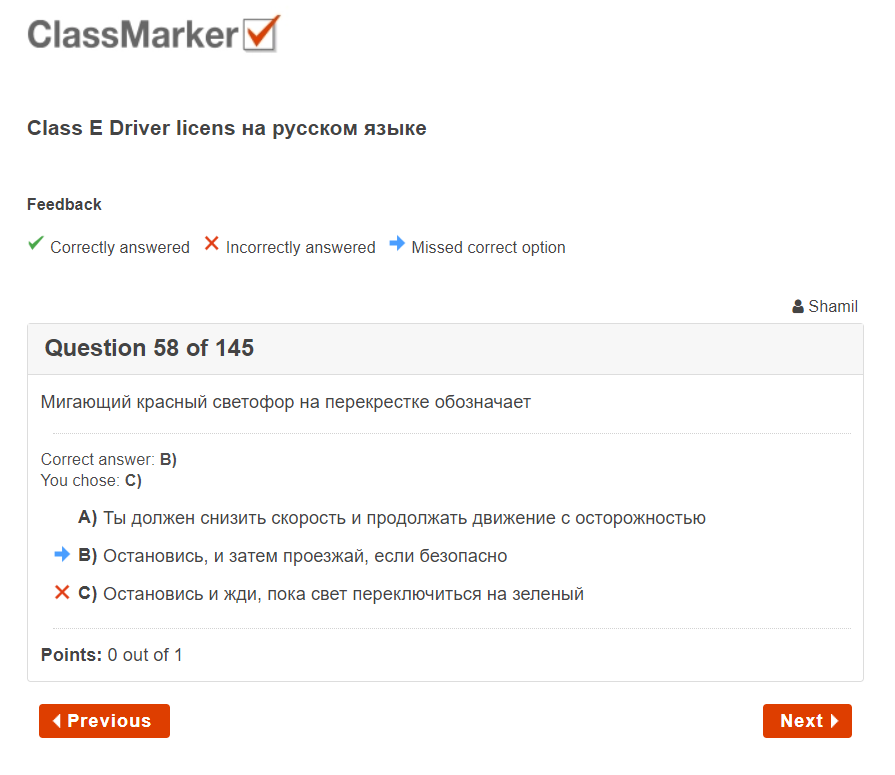 ClassMarker
Class E Driver licens на русском языке
Feedback
Correctly answered Incorrectly answered Missed correct option
Shamil
Question 58 of 145
Мигающий красный светофор на перекрестке обозначает
Correct answer: B)
You chose: C)
A) Ты должен снизить скорость и продолжать движение с осторожностью
B) Остановись, и затем проезжай, если безопасно
C) Остановись и жди, пока свет переключиться на зеленый
Points: 0 out of 1
Previous Next